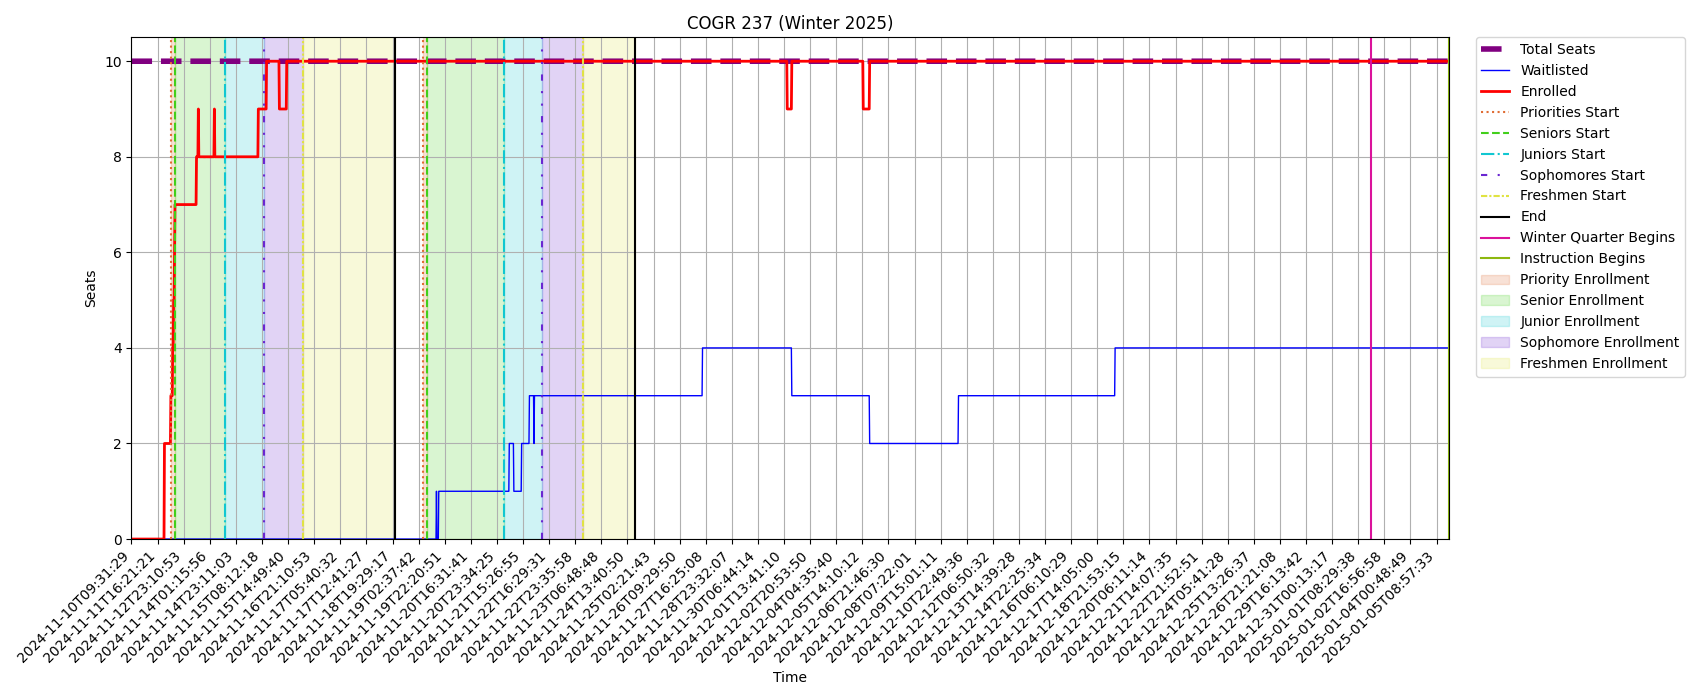 COGR 237 (Winter 2025)
Seats
10
8
6
4
2
0
2024-11-10T09:31:29
2024-11-11T16:21:21
2024-11-12T23:10:53
2024-11-14T01:15:56
2024-11-14T23:11:03
2024-11-15T08:12:18
2024-11-15T14:49:40
2024-11-16T21:10:53
2024-11-17T05:40:32
2024-11-17T12:41:27
2024-11-18T19:29:17
2024-11-19T02:37:42
2024-11-19T22:20:51
2024-11-20T16:31:41
2024-11-20T23:34:25
2024-11-21T15:26:55
2024-11-22T16:29:31
2024-11-22T23:35:58
2024-11-23T06:48:48
2024-11-24T13:40:50
2024-11-25T02:21:43
2024-11-26T09:29:50
2024-11-27T16:25:08
2024-11-28T23:32:07
2024-11-30T06:44:14
2024-12-01T13:41:10
2024-12-02T20:53:50
2024-12-04T04:35:40
2024-12-05T14:10:12
2024-12-06T21:46:30
2024-12-08T07:22:01
2024-12-09T15:01:11
2024-12-10T22:49:36
2024-12-12T06:50:32
2024-12-13T14:39:28
2024-12-14T22:25:34
2024-12-16T06:10:29
2024-12-17T14:05:00
2024-12-18T21:53:15
2024-12-20T06:11:14
2024-12-21T14:07:35
2024-12-22T21:52:51
2024-12-24T05:41:28
2024-12-25T13:26:37
2024-12-26T21:21:08
2024-12-29T16:13:42
2024-12-31T00:13:17
2025-01-01T08:29:38
2025-01-02T16:56:58
2025-01-04T00:48:49
2025-01-05T08:57:33
Time
Total Seats
Waitlisted
Enrolled
Priorities Start
Seniors Start
Juniors Start
Sophomores Start
Freshmen Start
End
Winter Quarter Begins
Instruction Begins
Priority Enrollment
Senior Enrollment
Junior Enrollment
Sophomore Enrollment
Freshmen Enrollment